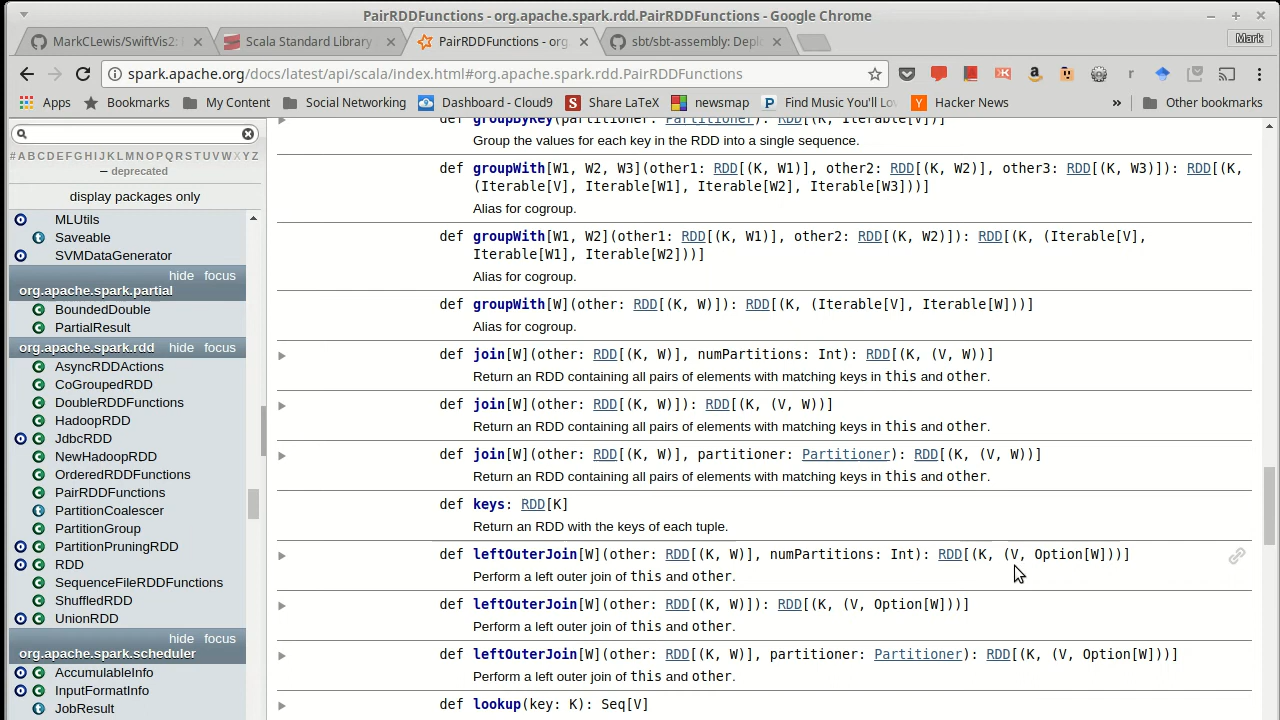 PairRDDFunctions - org.apache.spark.rdd.PairRDDFunctions - Google Chrome
MarkCLewis/SwiftVis2:
Scala Standard Library
PairRDDFunctions - org
sbt/sbt-assembly: Deplo
Mark
spark.apache.org/docs/latest/api/scala/index.html#org.apache.spark.rdd.PairRDDFunctions
Apps
Bookmarks
My Content
Social Networking
Dashboard - Cloud9
Share LaTeX
newsmap
Find Music You'll Lo
Hacker News
»
Other bookmarks
#ABCDEFGHIJKLMNOPQRSTUVWXYZ
– deprecated
display packages only
MLUtils
Saveable
SVMDataGenerator
hide focus
org.apache.spark.partial
BoundedDouble
PartialResult
org.apache.spark.rdd hide focus
AsyncRDDActions
CoGroupedRDD
DoubleRDDFunctions
HadoopRDD
JdbcRDD
NewHadoopRDD
OrderedRDDFunctions
PairRDDFunctions
PartitionCoalescer
PartitionGroup
PartitionPruningRDD
RDD
SequenceFileRDDFunctions
ShuffledRDD
UnionRDD
hide focus
org.apache.spark.scheduler
AccumulableInfo
InputFormatInfo
JobResult
def groupByKey(partitioner: Partitioner): RDD[(K, Iterable[V])]
Group the values for each key in the RDD into a single sequence.
def groupWith[W1, W2, W3](other1: RDD[(K, W1)], other2: RDD[(K, W2)], other3: RDD[(K, W3)]): RDD[(K,
(Iterable[V], Iterable[W1], Iterable[W2], Iterable[W3]))]
Alias for cogroup.
def groupWith[W1, W2](other1: RDD[(K, W1)], other2: RDD[(K, W2)]): RDD[(K, (Iterable[V],
Iterable[W1], Iterable[W2]))]
Alias for cogroup.
def groupWith[W](other: RDD[(K, W)]): RDD[(K, (Iterable[V], Iterable[W]))]
Alias for cogroup.
def join[W](other: RDD[(K, W)], numPartitions: Int): RDD[(K, (V, W))]
Return an RDD containing all pairs of elements with matching keys in this and other.
def join[W](other: RDD[(K, W)]): RDD[(K, (V, W))]
Return an RDD containing all pairs of elements with matching keys in this and other.
def join[W](other: RDD[(K, W)], partitioner: Partitioner): RDD[(K, (V, W))]
Return an RDD containing all pairs of elements with matching keys in this and other.
def keys: RDD[K]
Return an RDD with the keys of each tuple.
def leftOuterJoin[W](other: RDD[(K, W)], numPartitions: Int): RDD[(K, (V, Option[W]))]
Perform a left outer join of this and other.
def leftOuterJoin[W](other: RDD[(K, W)]): RDD[(K, (V, Option[W]))]
Perform a left outer join of this and other.
def leftOuterJoin[W](other: RDD[(K, W)], partitioner: Partitioner): RDD[(K, (V, Option[W]))]
Perform a left outer join of this and other.
def lookup(key: K): Seq[V]